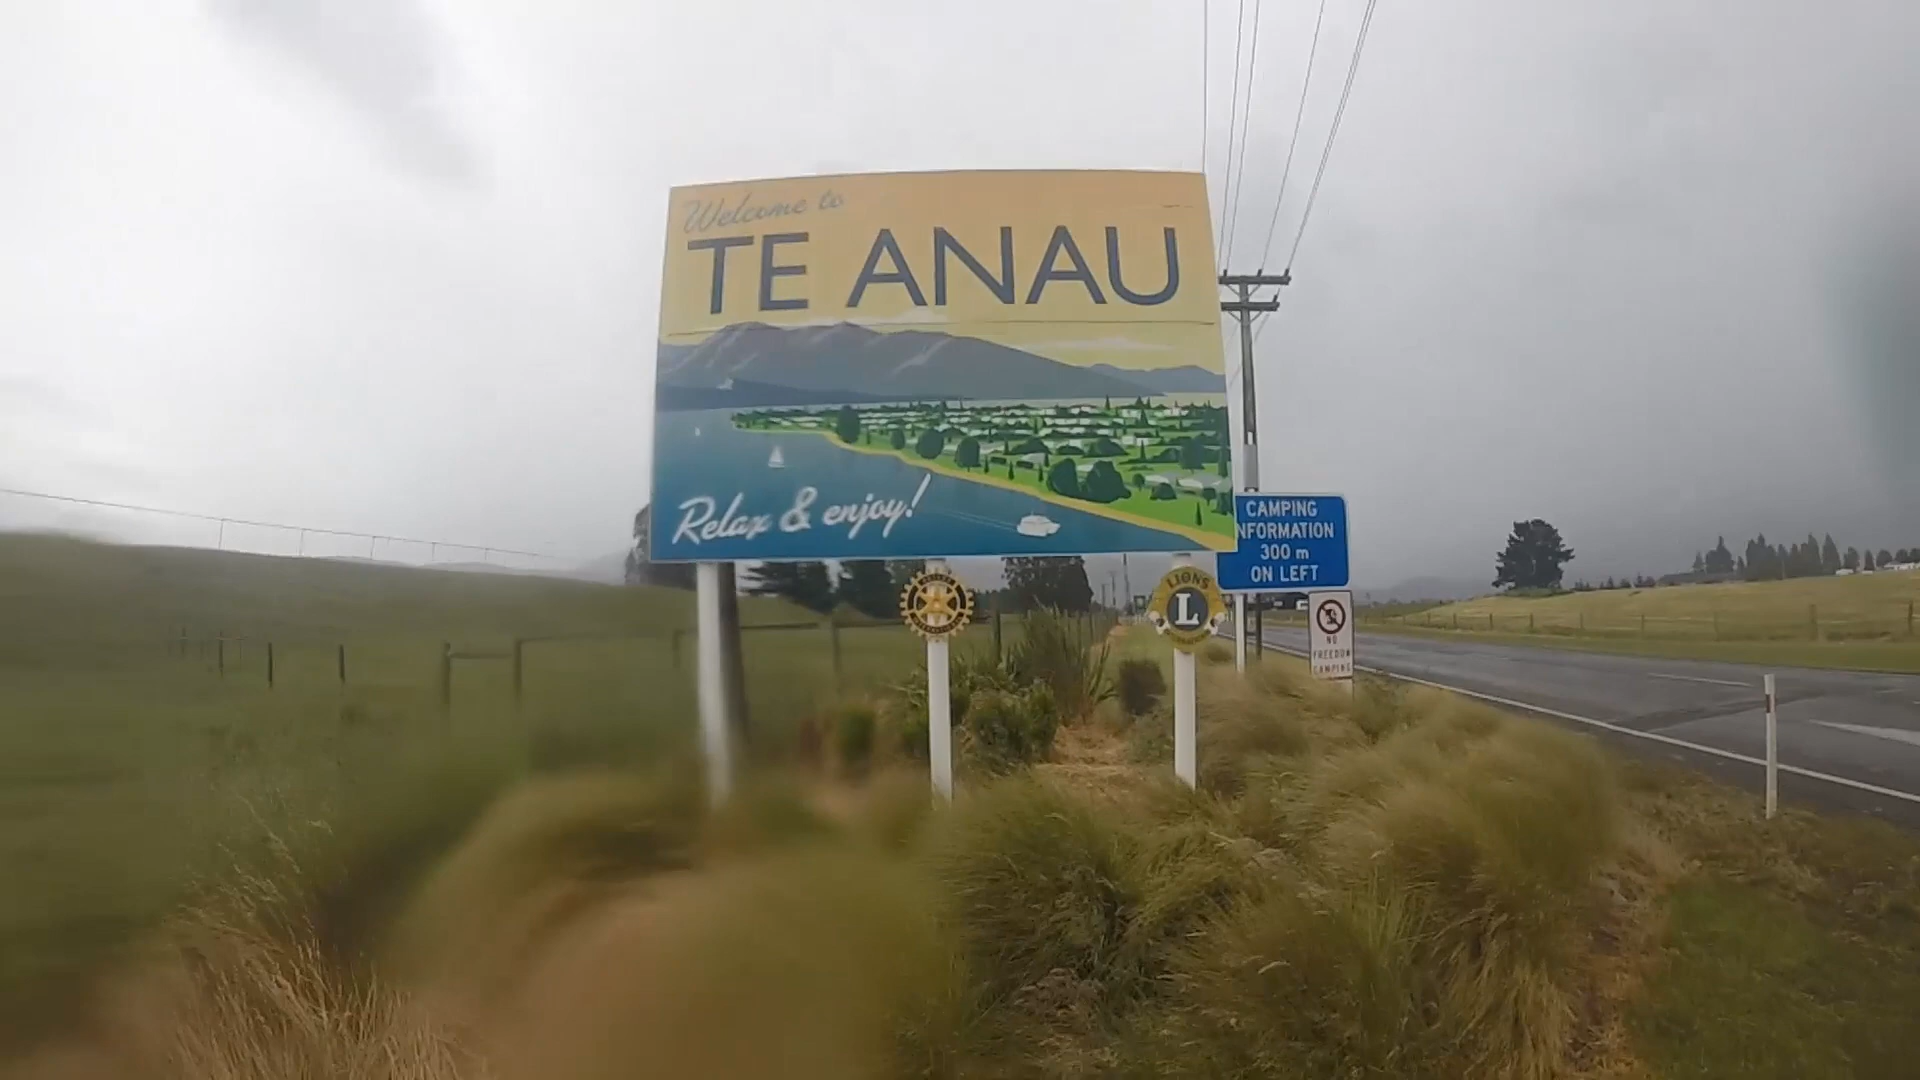 Welcome to
TE ANAU
Relax & enjoy!
CAMPING
INFORMATION
300 m
ON LEFT
LIONS
L
NO
FREEDOM
CAMPING